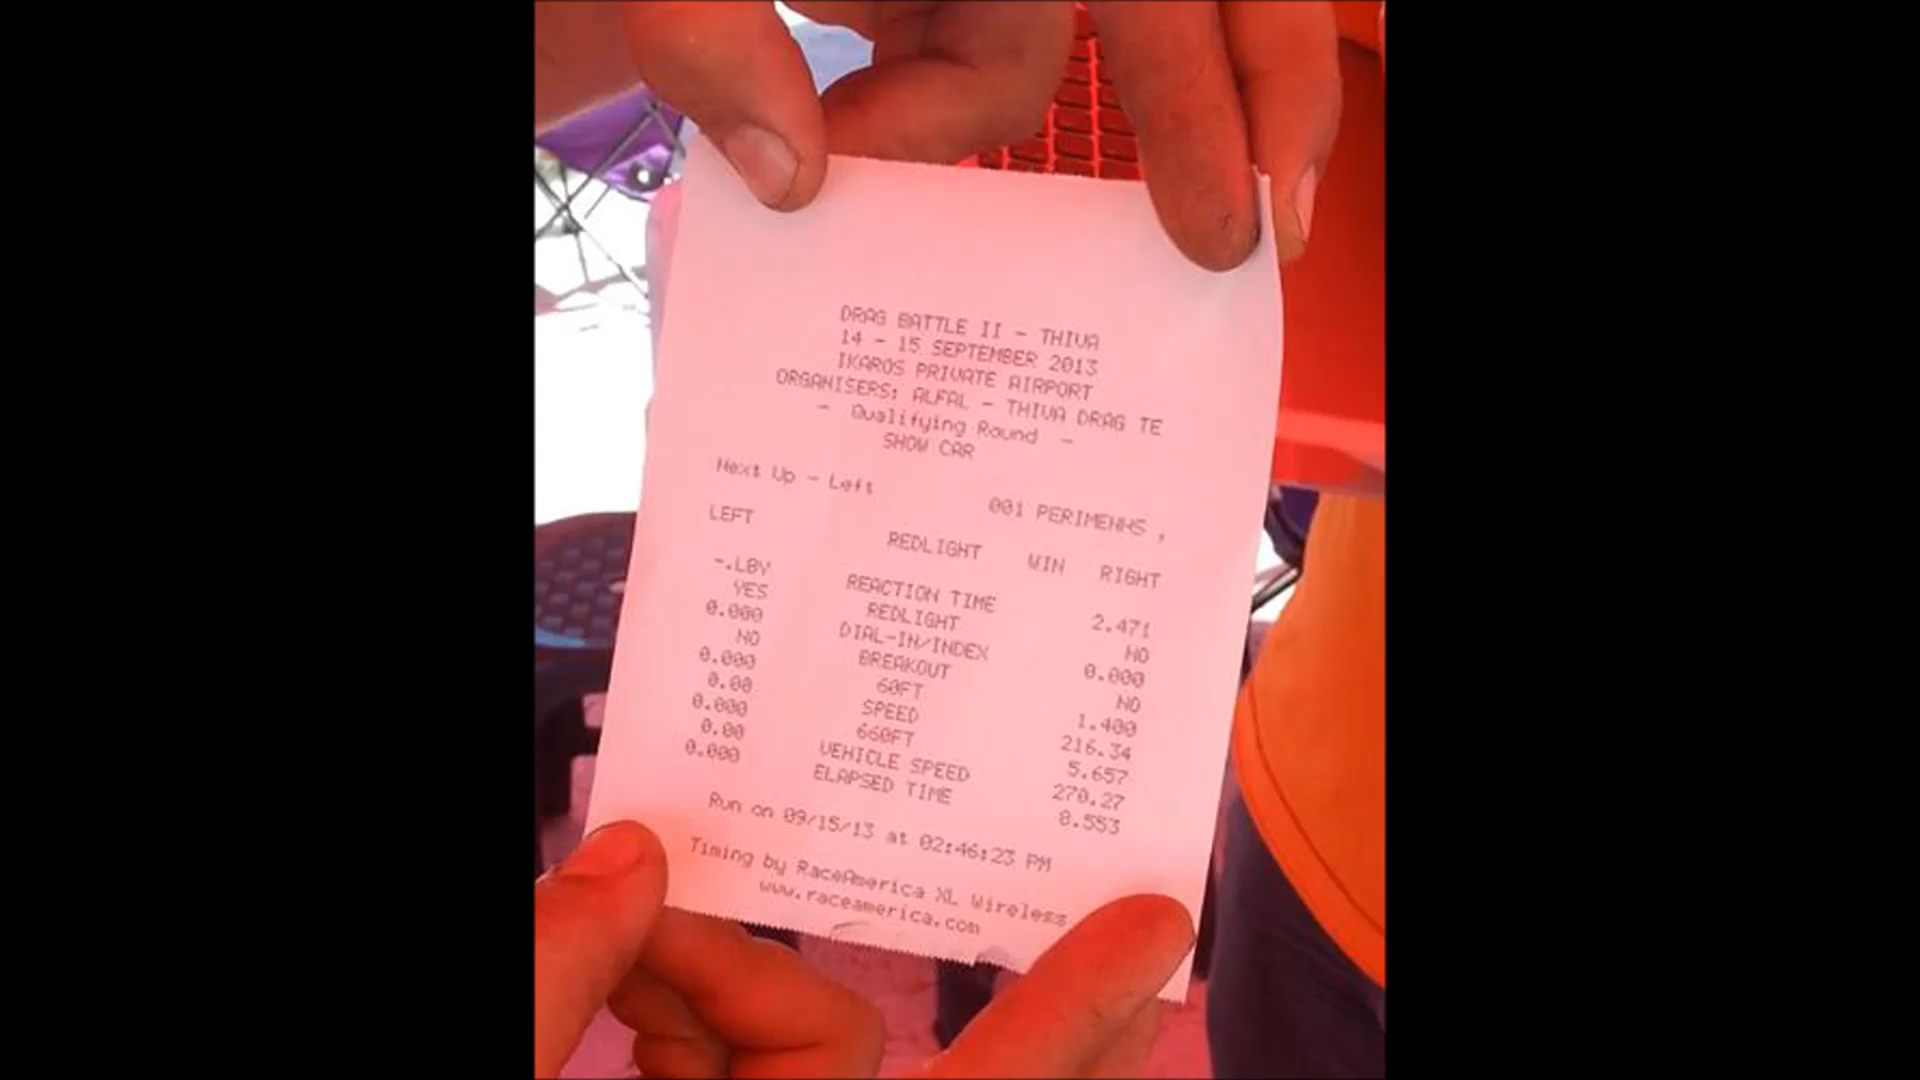 DRAG BATTLE II - THIVA
14 - 15 SEPTEMBER 2013
IKAROS PRIVATE AIRPORT
ORGANISERS: ALFAL - THIVA DRAG TE
- Qualifying Round -
SHOW CAR
Next Up - Left
001 PERIMENHS ,
LEFT REDLIGHT WIN RIGHT
-.LBY REACTION TIME 2.471
YES REDLIGHT NO
0.000 DIAL-IN/INDEX 0.000
NO BREAKOUT NO
0.000 60FT 1.400
0.00 SPEED 216.34
0.000 660FT 5.657
0.00 VEHICLE SPEED 270.27
0.000 ELAPSED TIME 8.553
Run on 09/15/13 at 02:46:23 PM
Timing by RaceAmerica XL Wireless
www.raceamerica.com